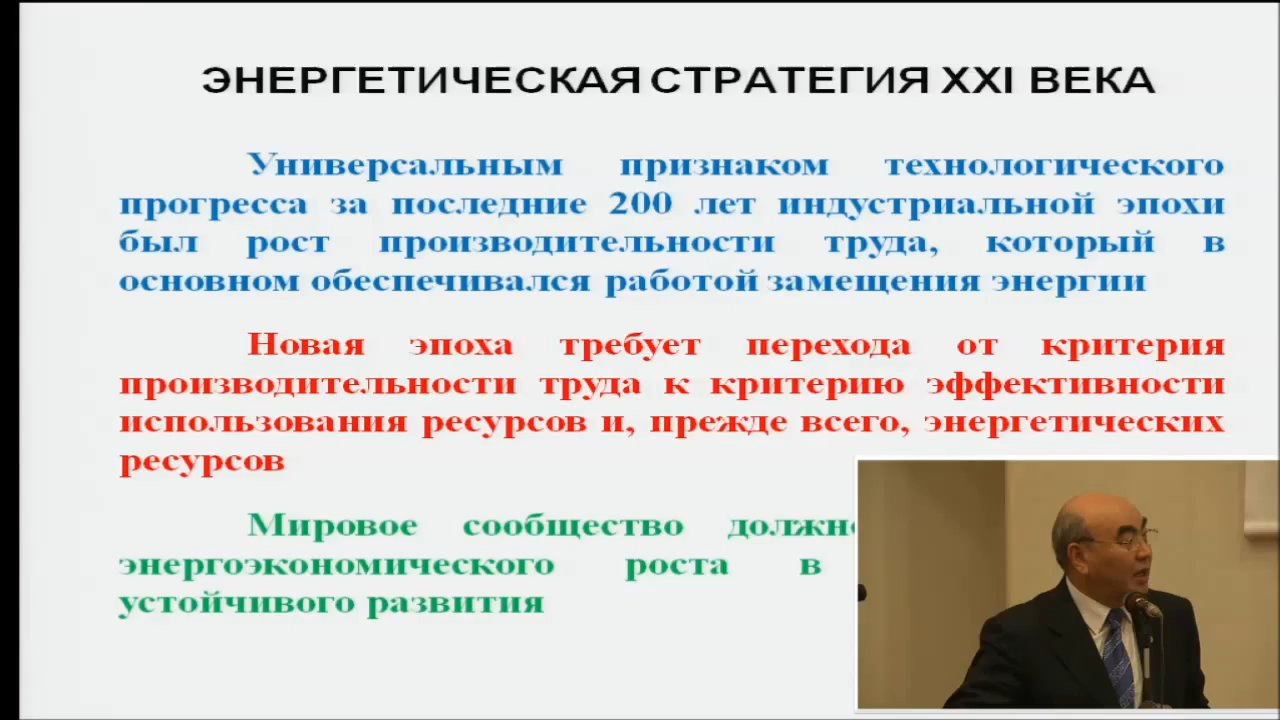 ЭНЕРГЕТИЧЕСКАЯ СТРАТЕГИЯ XXI ВЕКА
Универсальным признаком технологического
прогресса за последние 200 лет индустриальной эпохи
был рост производительности труда, который в
основном обеспечивался работой замещения энергии
Новая эпоха требует перехода от критерия
производительности труда к критерию эффективности
использования ресурсов и, прежде всего, энергетических
ресурсов
Мировое сообщество
энергоэкономического роста в
устойчивого развития